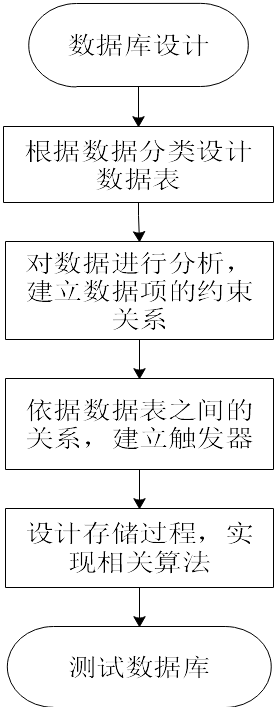 数据库设计
根据数据分类设计
数据表
对数据进行分析，
建立数据项的约束
关系
依据数据表之间的
关系，建立触发器
设计存储过程，实
现相关算法
测试数据库